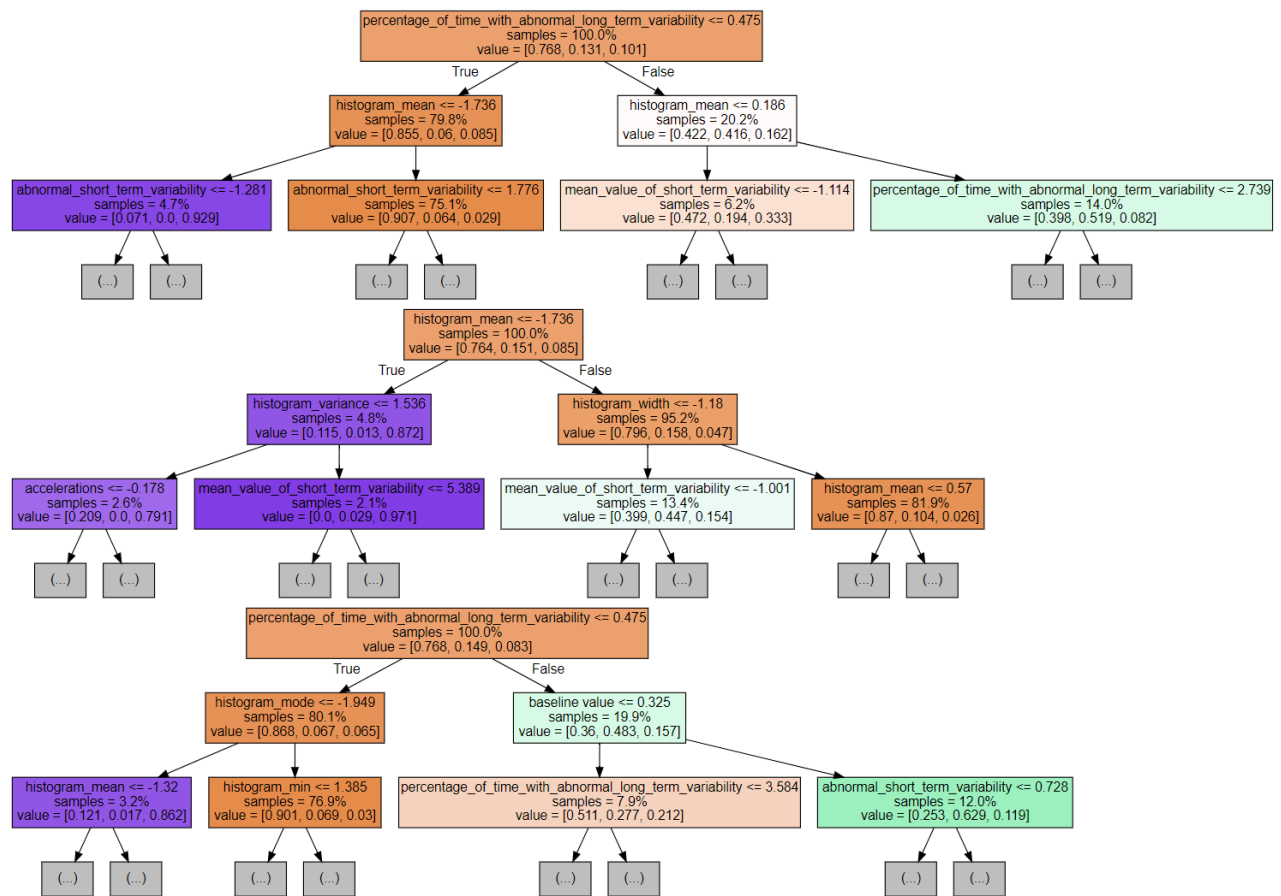 percentage_of_time_with_abnormal_long_term_variability <= 0.475
samples = 100.0%
value = [0.768, 0.131, 0.101]
True
False
histogram_mean <= -1.736
samples = 79.8%
value = [0.855, 0.06, 0.085]
histogram_mean <= 0.186
samples = 20.2%
value = [0.422, 0.416, 0.162]
abnormal_short_term_variability <= -1.281
samples = 4.7%
value = [0.071, 0.0, 0.929]
abnormal_short_term_variability <= 1.776
samples = 75.1%
value = [0.907, 0.064, 0.029]
mean_value_of_short_term_variability <= -1.114
samples = 6.2%
value = [0.472, 0.194, 0.333]
percentage_of_time_with_abnormal_long_term_variability <= 2.739
samples = 14.0%
value = [0.398, 0.519, 0.082]
(...)
(...)
(...)
(...)
(...)
(...)
(...)
(...)
histogram_mean <= -1.736
samples = 100.0%
value = [0.764, 0.151, 0.085]
True
False
histogram_variance <= 1.536
samples = 4.8%
value = [0.115, 0.013, 0.872]
histogram_width <= -1.18
samples = 95.2%
value = [0.796, 0.158, 0.047]
accelerations <= -0.178
samples = 2.6%
value = [0.209, 0.0, 0.791]
mean_value_of_short_term_variability <= 5.389
samples = 2.1%
value = [0.0, 0.029, 0.971]
mean_value_of_short_term_variability <= -1.001
samples = 13.4%
value = [0.399, 0.447, 0.154]
histogram_mean <= 0.57
samples = 81.9%
value = [0.87, 0.104, 0.026]
(...)
(...)
(...)
(...)
(...)
(...)
(...)
(...)
percentage_of_time_with_abnormal_long_term_variability <= 0.475
samples = 100.0%
value = [0.768, 0.149, 0.083]
True
False
histogram_mode <= -1.949
samples = 80.1%
value = [0.868, 0.067, 0.065]
baseline value <= 0.325
samples = 19.9%
value = [0.36, 0.483, 0.157]
histogram_mean <= -1.32
samples = 3.2%
value = [0.121, 0.017, 0.862]
histogram_min <= 1.385
samples = 76.9%
value = [0.901, 0.069, 0.03]
percentage_of_time_with_abnormal_long_term_variability <= 3.584
samples = 7.9%
value = [0.511, 0.277, 0.212]
abnormal_short_term_variability <= 0.728
samples = 12.0%
value = [0.253, 0.629, 0.119]
(...)
(...)
(...)
(...)
(...)
(...)
(...)
(...)